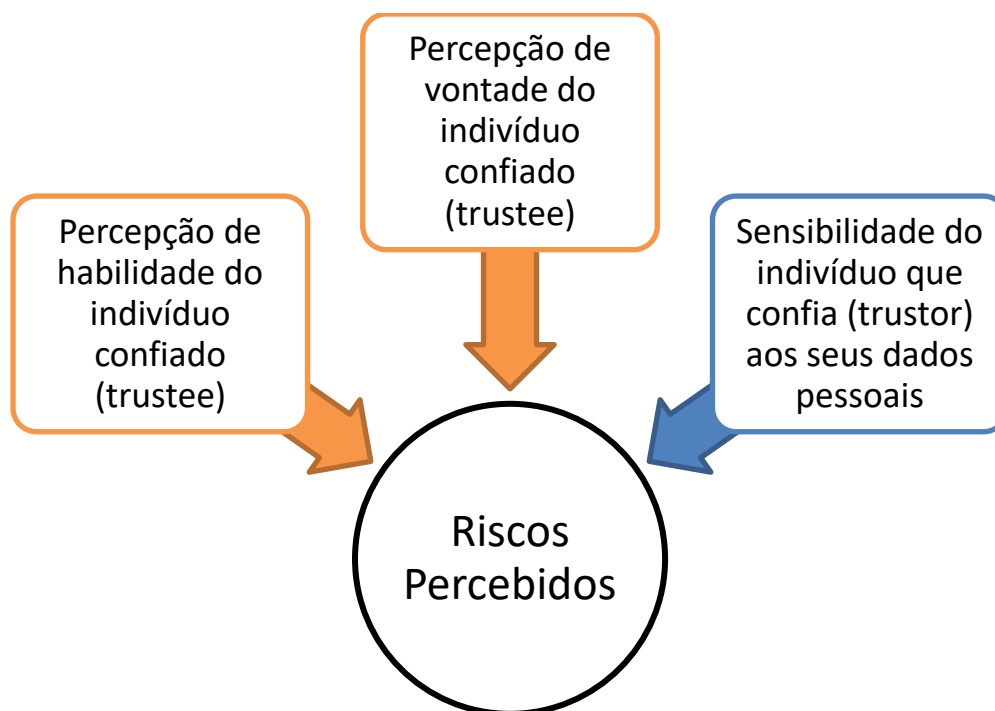 Percepção de
vontade do
indivíduo
confiado
(trustee)
Percepção de
habilidade do
indivíduo
confiado
(trustee)
Sensibilidade do
indivíduo que
confia (trustor)
aos seus dados
pessoais
Riscos
Percebidos